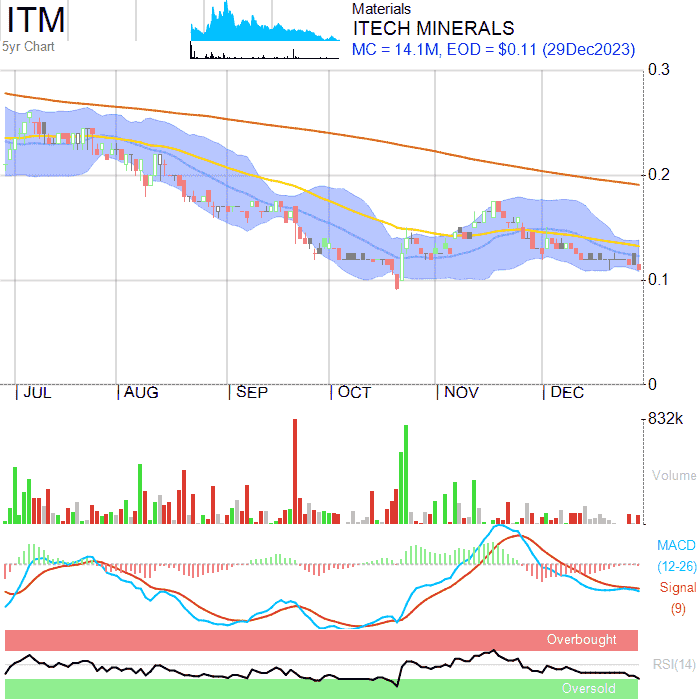 ITM
5yr Chart
Materials
ITECH MINERALS
MC = 14.1M, EOD = $0.11 (29Dec2023)
0.3
0.2
0.1
0
JUL
AUG
SEP
OCT
NOV
DEC
832k
Volume
MACD
(12-26)
Signal
(9)
Overbought
RSI(14)
Oversold